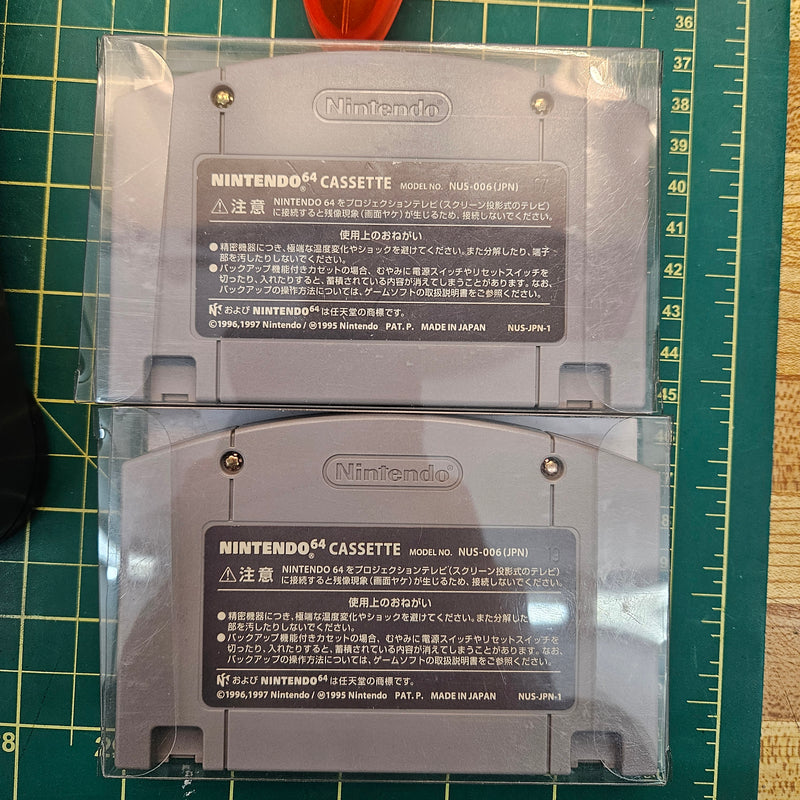 36
37
38
39
40
41
42
43
44
45
Nintendo®
NINTENDO64® CASSETTE MODEL NO. NUS-006(JPN)
⚠注意 NINTENDO 64 をプロジェクションテレビ(スクリーン投影式のテレビ)
に接続すると残像現象(画面ヤケ)が生じるため、接続しないでください。
使用上のおねがい
●精密機器につき、極端な温度変化やショックを避けてください。また分解したり、端子
部を汚したりしないでください。
●バックアップ機能付きカセットの場合、むやみに電源スイッチやリセットスイッチを
切ったり、入れたりすると、蓄積されている内容が消えてしまうことがあります。なお、
バックアップの操作方法については、ゲームソフトの取扱説明書をご参照ください。
および NINTENDO64 は任天堂の商標です。
©1996,1997 Nintendo / Ⓜ1995 Nintendo PAT. P. MADE IN JAPAN NUS-JPN-1
Nintendo®
NINTENDO64® CASSETTE MODEL NO. NUS-006(JPN)
⚠注意 NINTENDO 64 をプロジェクションテレビ(スクリーン投影式のテレビ)
に接続すると残像現象(画面ヤケ)が生じるため、接続しないでください。
使用上のおねがい
●精密機器につき、極端な温度変化やショックを避けてください。また分解した
部を汚したりしないでください。
●バックアップ機能付きカセットの場合、むやみに電源スイッチやリセットスイッチを
切ったり、入れたりすると、蓄積されている内容が消えてしまうことがあります。なお、
バックアップの操作方法については、ゲームソフトの取扱説明書をご参照ください。
および NINTENDO64 は任天堂の商標です。
©1996,1997 Nintendo / Ⓜ1995 Nintendo PAT. P. MADE IN JAPAN NUS-JPN-1